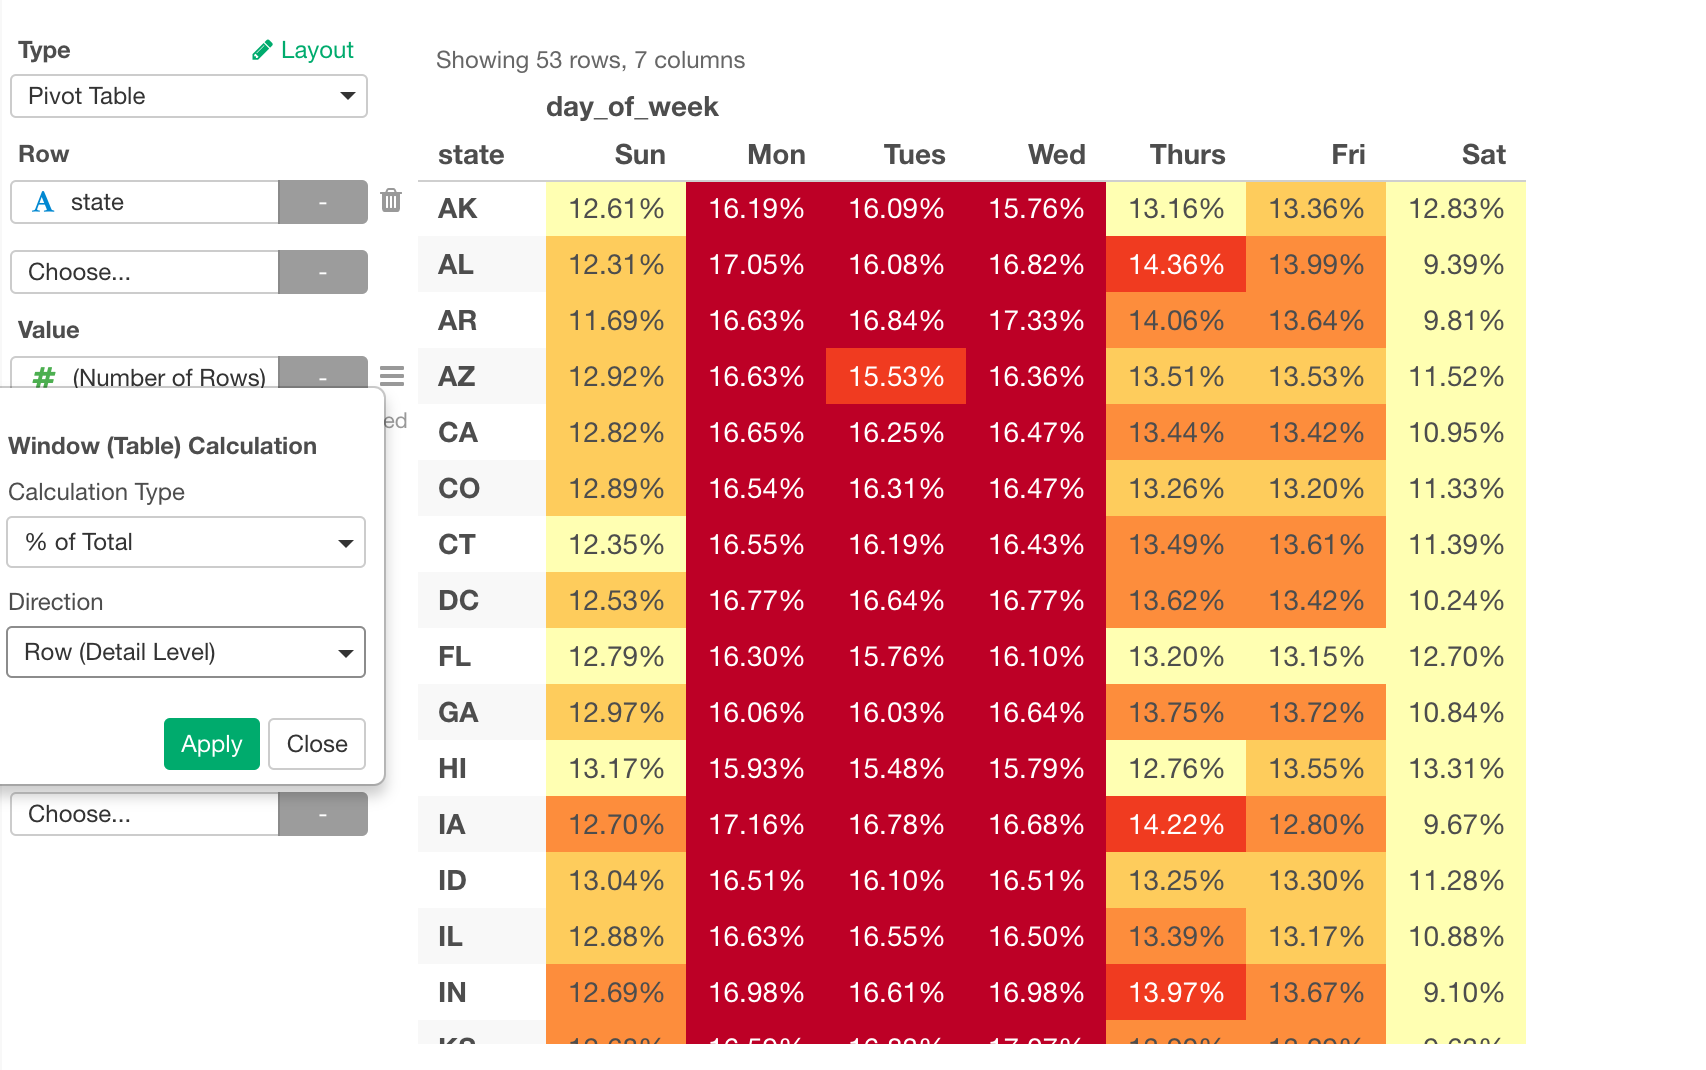 Type Layout
Pivot Table
Row
A state -
Choose... -
Value
# (Number of Rows) -
ed
Window (Table) Calculation
Calculation Type
% of Total
Direction
Row (Detail Level)
Apply Close
Choose... -
Showing 53 rows, 7 columns
day_of_week
state Sun Mon Tues Wed Thurs Fri Sat
AK 12.61% 16.19% 16.09% 15.76% 13.16% 13.36% 12.83%
AL 12.31% 17.05% 16.08% 16.82% 14.36% 13.99% 9.39%
AR 11.69% 16.63% 16.84% 17.33% 14.06% 13.64% 9.81%
AZ 12.92% 16.63% 15.53% 16.36% 13.51% 13.53% 11.52%
CA 12.82% 16.65% 16.25% 16.47% 13.44% 13.42% 10.95%
CO 12.89% 16.54% 16.31% 16.47% 13.26% 13.20% 11.33%
CT 12.35% 16.55% 16.19% 16.43% 13.49% 13.61% 11.39%
DC 12.53% 16.77% 16.64% 16.77% 13.62% 13.42% 10.24%
FL 12.79% 16.30% 15.76% 16.10% 13.20% 13.15% 12.70%
GA 12.97% 16.06% 16.03% 16.64% 13.75% 13.72% 10.84%
HI 13.17% 15.93% 15.48% 15.79% 12.76% 13.55% 13.31%
IA 12.70% 17.16% 16.78% 16.68% 14.22% 12.80% 9.67%
ID 13.04% 16.51% 16.10% 16.51% 13.25% 13.30% 11.28%
IL 12.88% 16.63% 16.55% 16.50% 13.39% 13.17% 10.88%
IN 12.69% 16.98% 16.61% 16.98% 13.97% 13.67% 9.10%